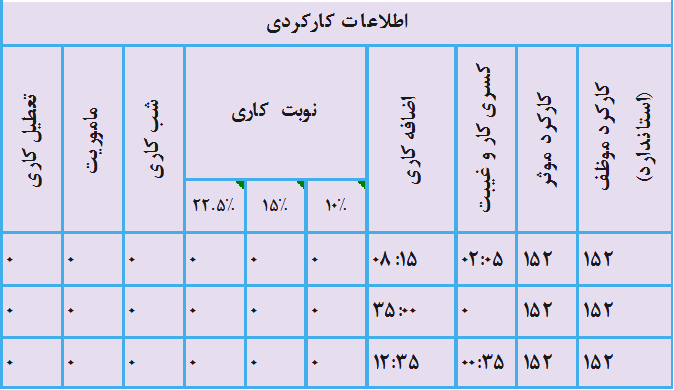 اطلاعات کارکردی
کارکرد موظف (استاندارد)
کارکرد موثر
کسری کار و غیبت
اضافه کاری
نوبت کاری
شب کاری
ماموریت
تعطیل کاری
۱۰٪ ۱۵٪ ۲۲.۵٪
۱۵۲ ۱۵۲ ۰۲:۰۵ ۰۸:۱۵ ۰ ۰ ۰ ۰ ۰ ۰
۱۵۲ ۱۵۲ ۰ ۳۵:۰۰ ۰ ۰ ۰ ۰ ۰ ۰
۱۵۲ ۱۵۲ ۰۰:۳۵ ۱۲:۳۵ ۰ ۰ ۰ ۰ ۰ ۰